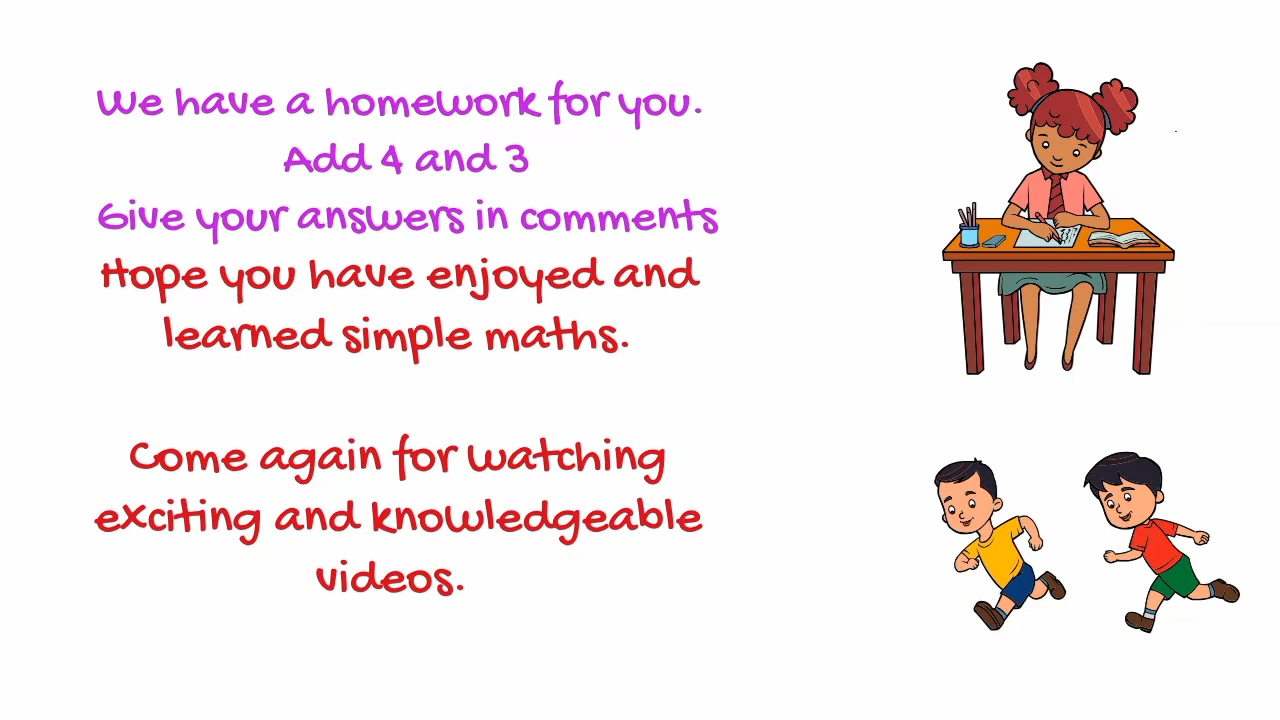 We have a homework for you.
Add 4 and 3
Give your answers in comments
Hope you have enjoyed and
learned simple maths.
Come again for watching
exciting and knowledgeable
videos.